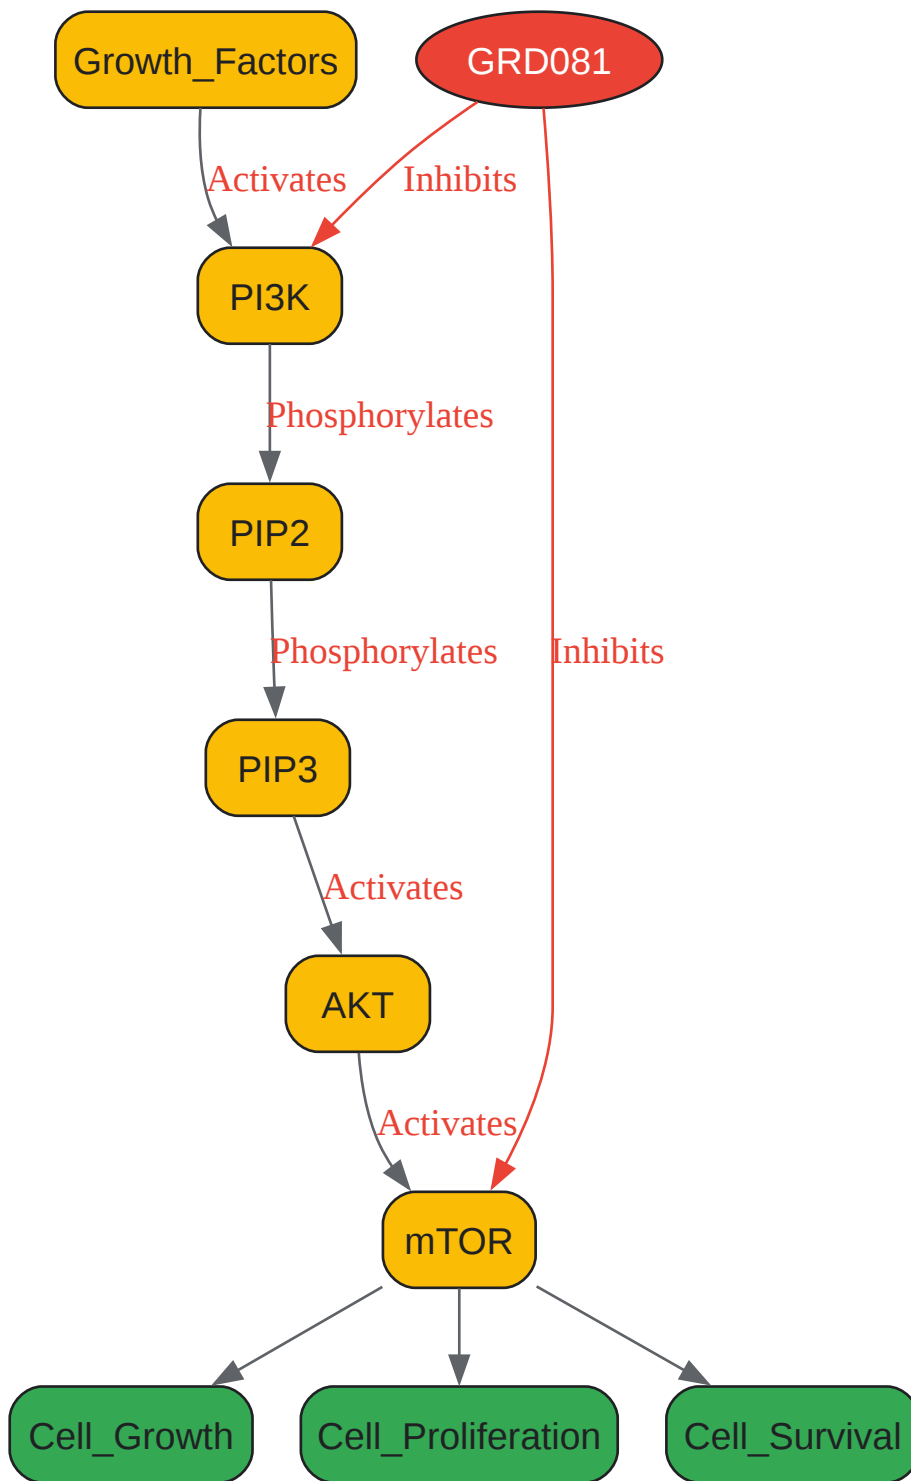 Growth_Factors
GRD081
Activates
Inhibits
PI3K
Phosphorylates
PIP2
Phosphorylates
Inhibits
PIP3
Activates
AKT
Activates
mTOR
Cell_Growth
Cell_Proliferation
Cell_Survival